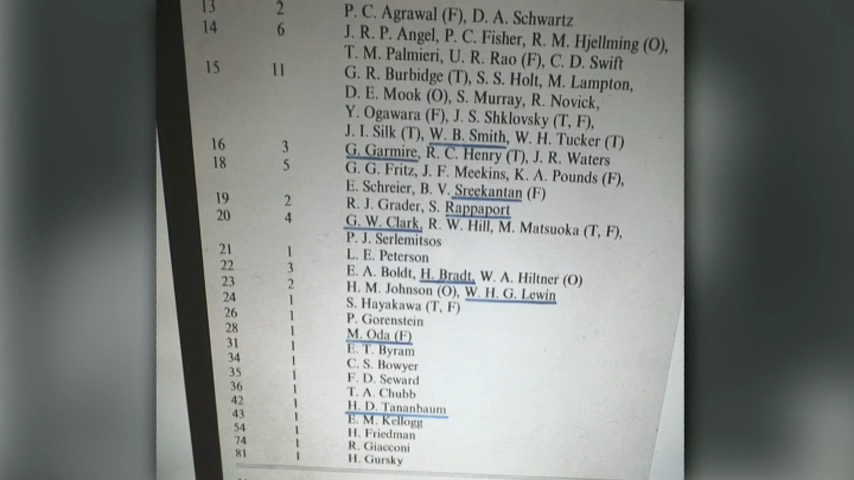 13 2 P. C. Agrawal (F), D. A. Schwartz
14 6 J. R. P. Angel, P. C. Fisher, R. M. Hjellming (O),
T. M. Palmieri, U. R. Rao (F), C. D. Swift
15 11 G. R. Burbidge (T), S. S. Holt, M. Lampton,
D. E. Mook (O), S. Murray, R. Novick,
Y. Ogawara (F), J. S. Shklovsky (T, F),
J. I. Silk (T), W. B. Smith, W. H. Tucker (T)
16 3 G. Garmire, R. C. Henry (T), J. R. Waters
18 5 G. G. Fritz, J. F. Meekins, K. A. Pounds (F),
E. Schreier, B. V. Sreekantan (F)
19 2 R. J. Grader, S. Rappaport
20 4 G. W. Clark, R. W. Hill, M. Matsuoka (T, F),
P. J. Serlemitsos
21 1 L. E. Peterson
22 3 E. A. Boldt, H. Bradt, W. A. Hiltner (O)
23 2 H. M. Johnson (O), W. H. G. Lewin
24 1 S. Hayakawa (T, F)
26 1 P. Gorenstein
28 1 M. Oda (F)
31 1 E. T. Byram
34 1 C. S. Bowyer
35 1 F. D. Seward
36 1 T. A. Chubb
42 1 H. D. Tananbaum
43 1 E. M. Kellogg
54 1 H. Friedman
74 1 R. Giacconi
81 1 H. Gursky